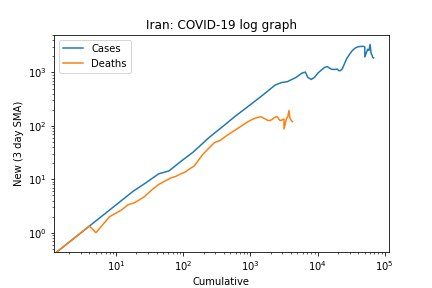 Iran: COVID-19 log graph
Cases
Deaths
New (3 day SMA)
10³
10²
10¹
10⁰
10¹ 10² 10³ 10⁴ 10⁵
Cumulative